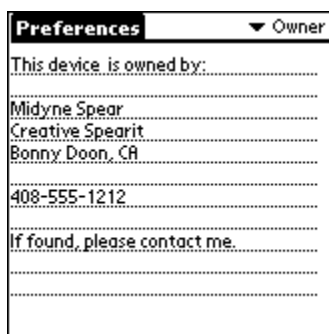 Preferences
Owner
This device is owned by:
Midyne Spear
Creative Spearit
Bonny Doon, CA
408-555-1212
If found, please contact me.